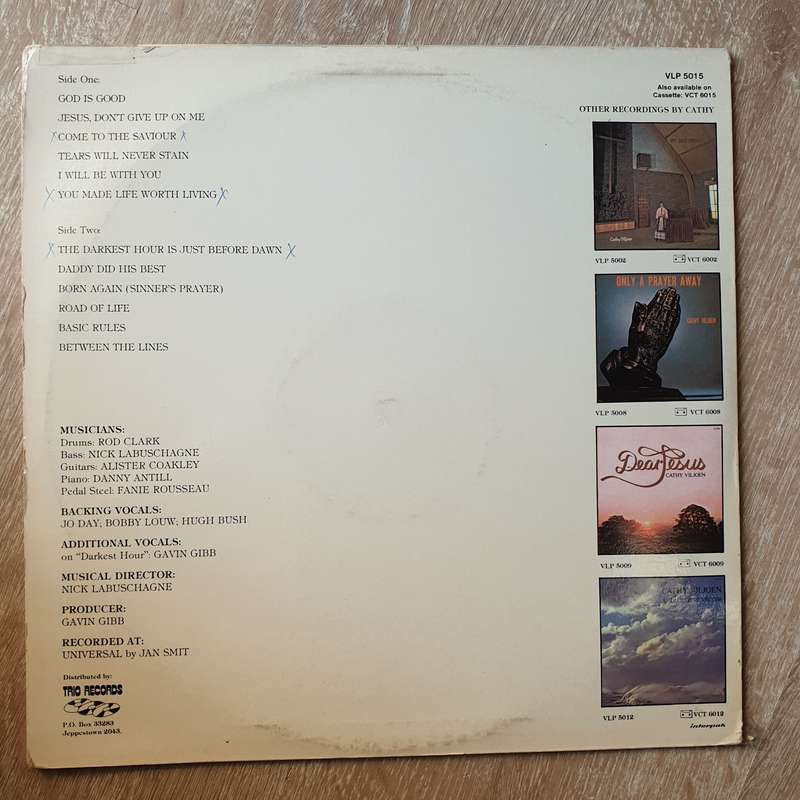 Side One:
GOD IS GOOD
JESUS, DON'T GIVE UP ON ME
COME TO THE SAVIOUR
TEARS WILL NEVER STAIN
I WILL BE WITH YOU
YOU MADE LIFE WORTH LIVING
Side Two:
THE DARKEST HOUR IS JUST BEFORE DAWN
DADDY DID HIS BEST
BORN AGAIN (SINNER'S PRAYER)
ROAD OF LIFE
BASIC RULES
BETWEEN THE LINES
MUSICIANS:
Drums: ROD CLARK
Bass: NICK LABUSCHAGNE
Guitars: ALISTER COAKLEY
Piano: DANNY ANTILL
Pedal Steel: FANIE ROUSSEAU
BACKING VOCALS:
JO DAY; BOBBY LOUW; HUGH BUSH
ADDITIONAL VOCALS:
on "Darkest Hour": GAVIN GIBB
MUSICAL DIRECTOR:
NICK LABUSCHAGNE
PRODUCER:
GAVIN GIBB
RECORDED AT:
UNIVERSAL by JAN SMIT
Distributed by:
TRIO RECORDS
P.O. Box 33283
Jeppestown 2043.
VLP 5015
Also available on
Cassette: VCT 6015
OTHER RECORDINGS BY CATHY
Cathy Viljoen
VLP 5002 VCT 6002
ONLY A PRAYER AWAY
CATHY VILJOEN
VLP 5008 VCT 6008
Dear Jesus
CATHY VILJOEN
VLP 5009 VCT 6009
CATHY VILJOEN
VLP 5012 VCT 6012
interpak